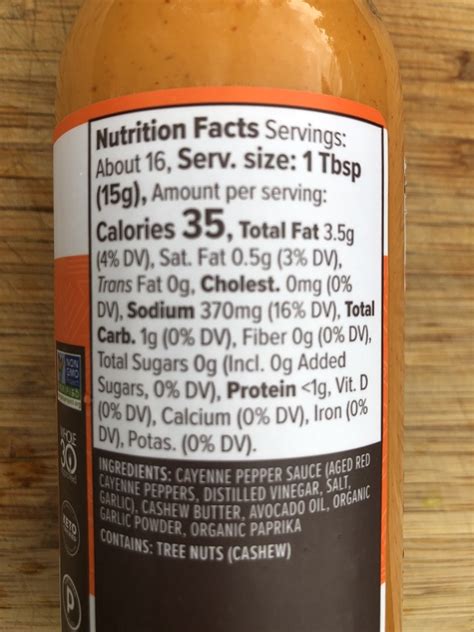 Nutrition Facts Servings:
About 16, Serv. size: 1 Tbsp
(15g), Amount per serving:
Calories 35, Total Fat 3.5g
(4% DV), Sat. Fat 0.5g (3% DV),
Trans Fat 0g, Cholest. 0mg (0%
DV), Sodium 370mg (16% DV), Total
Carb. 1g (0% DV), Fiber 0g (0% DV),
Total Sugars 0g (Incl. 0g Added
Sugars, 0% DV), Protein <1g, Vit. D
(0% DV), Calcium (0% DV), Iron (0%
DV), Potas. (0% DV).
INGREDIENTS: CAYENNE PEPPER SAUCE (AGED RED
CAYENNE PEPPERS, DISTILLED VINEGAR, SALT,
GARLIC), CASHEW BUTTER, AVOCADO OIL, ORGANIC
GARLIC POWDER, ORGANIC PAPRIKA
CONTAINS: TREE NUTS (CASHEW)
NON
GMO
WHOLE
30
KETO
P